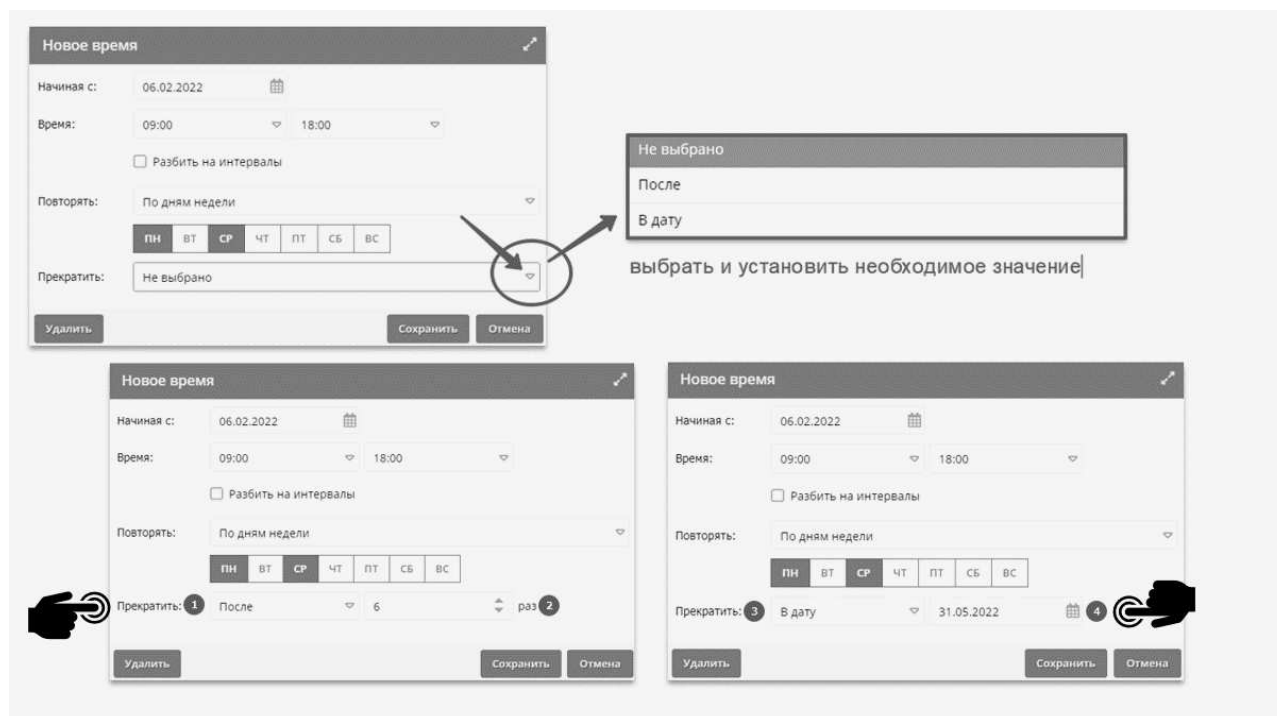 Новое время
Начиная с: 06.02.2022
Время: 09:00 18:00
Разбить на интервалы
Повторять: По дням недели
ПН ВТ СР ЧТ ПТ СБ ВС
Прекратить: Не выбрано
Удалить Сохранить Отмена
Не выбрано
После
В дату
выбрать и установить необходимое значение
Новое время
Начиная с: 06.02.2022
Время: 09:00 18:00
Разбить на интервалы
Повторять: По дням недели
ПН ВТ СР ЧТ ПТ СБ ВС
Прекратить: 1 После 6 раз 2
Удалить Сохранить Отмена
Новое время
Начиная с: 06.02.2022
Время: 09:00 18:00
Разбить на интервалы
Повторять: По дням недели
ПН ВТ СР ЧТ ПТ СБ ВС
Прекратить: 3 В дату 31.05.2022 4
Удалить Сохранить Отмена